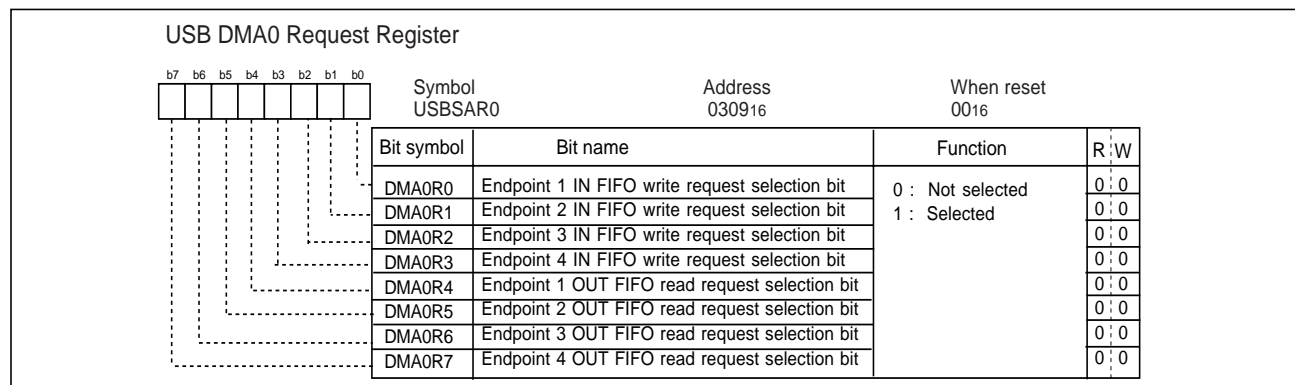 USB DMA0 Request Register
b7 b6 b5 b4 b3 b2 b1 b0
Symbol Address When reset
USBSAR0 030916 0016
Bit symbol Bit name Function R W
DMA0R0 Endpoint 1 IN FIFO write request selection bit 0 : Not selected 0 0
DMA0R1 Endpoint 2 IN FIFO write request selection bit 1 : Selected 0 0
DMA0R2 Endpoint 3 IN FIFO write request selection bit 0 0
DMA0R3 Endpoint 4 IN FIFO write request selection bit 0 0
DMA0R4 Endpoint 1 OUT FIFO read request selection bit 0 0
DMA0R5 Endpoint 2 OUT FIFO read request selection bit 0 0
DMA0R6 Endpoint 3 OUT FIFO read request selection bit 0 0
DMA0R7 Endpoint 4 OUT FIFO read request selection bit 0 0